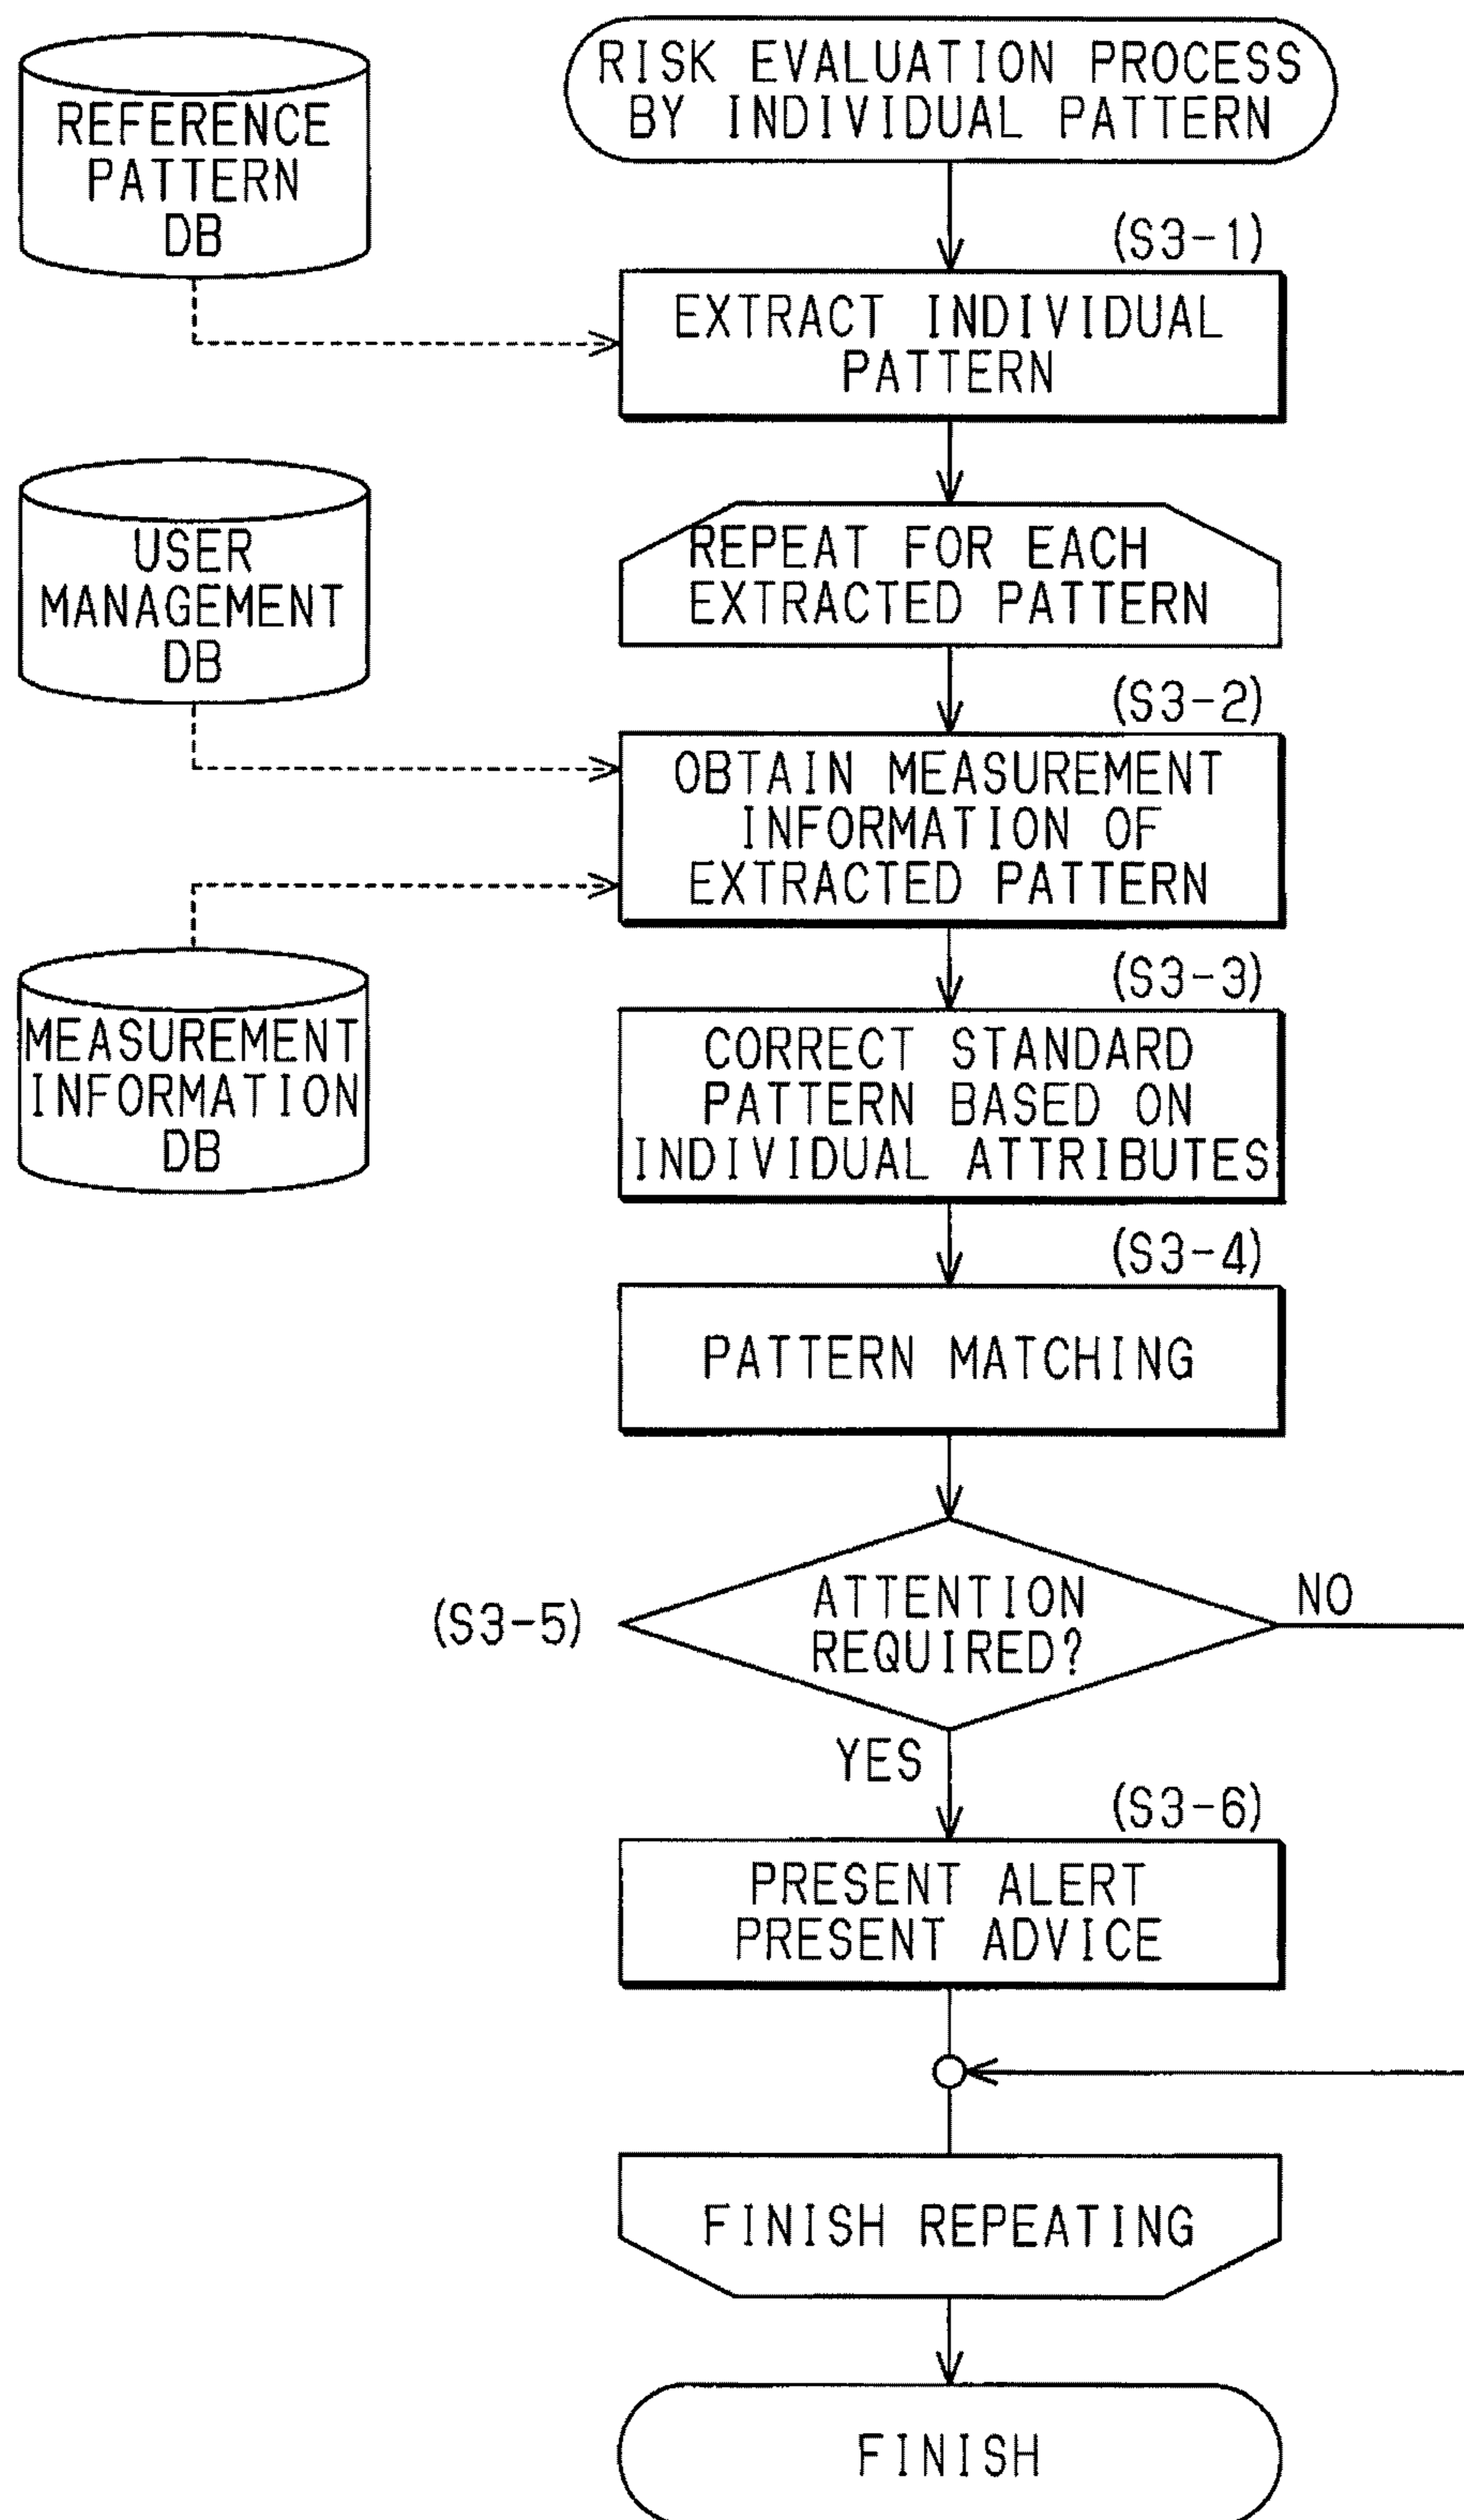 REFERENCE
PATTERN
DB
RISK EVALUATION PROCESS
BY INDIVIDUAL PATTERN
(S3-1)
EXTRACT INDIVIDUAL
PATTERN
USER
MANAGEMENT
DB
REPEAT FOR EACH
EXTRACTED PATTERN
(S3-2)
OBTAIN MEASUREMENT
INFORMATION OF
EXTRACTED PATTERN
MEASUREMENT
INFORMATION
DB
(S3-3)
CORRECT STANDARD
PATTERN BASED ON
INDIVIDUAL ATTRIBUTES
(S3-4)
PATTERN MATCHING
(S3-5)
ATTENTION
REQUIRED?
NO
YES
(S3-6)
PRESENT ALERT
PRESENT ADVICE
FINISH REPEATING
FINISH